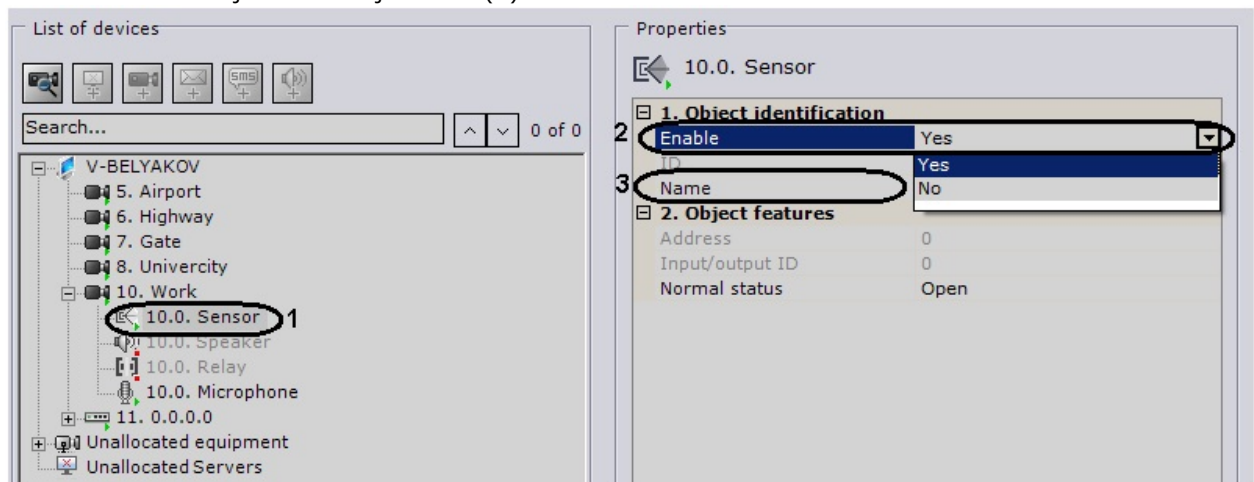 List of devices
SMS
Search...
0 of 0
V-BELYAKOV
5. Airport
6. Highway
7. Gate
8. Univercity
10. Work
10.0. Sensor
1
10.0. Speaker
10.0. Relay
10.0. Microphone
11. 0.0.0.0
Unallocated equipment
Unallocated Servers
Properties
10.0. Sensor
1. Object identification
2
Enable Yes
ID Yes
3
Name No
2. Object features
Address 0
Input/output ID 0
Normal status Open